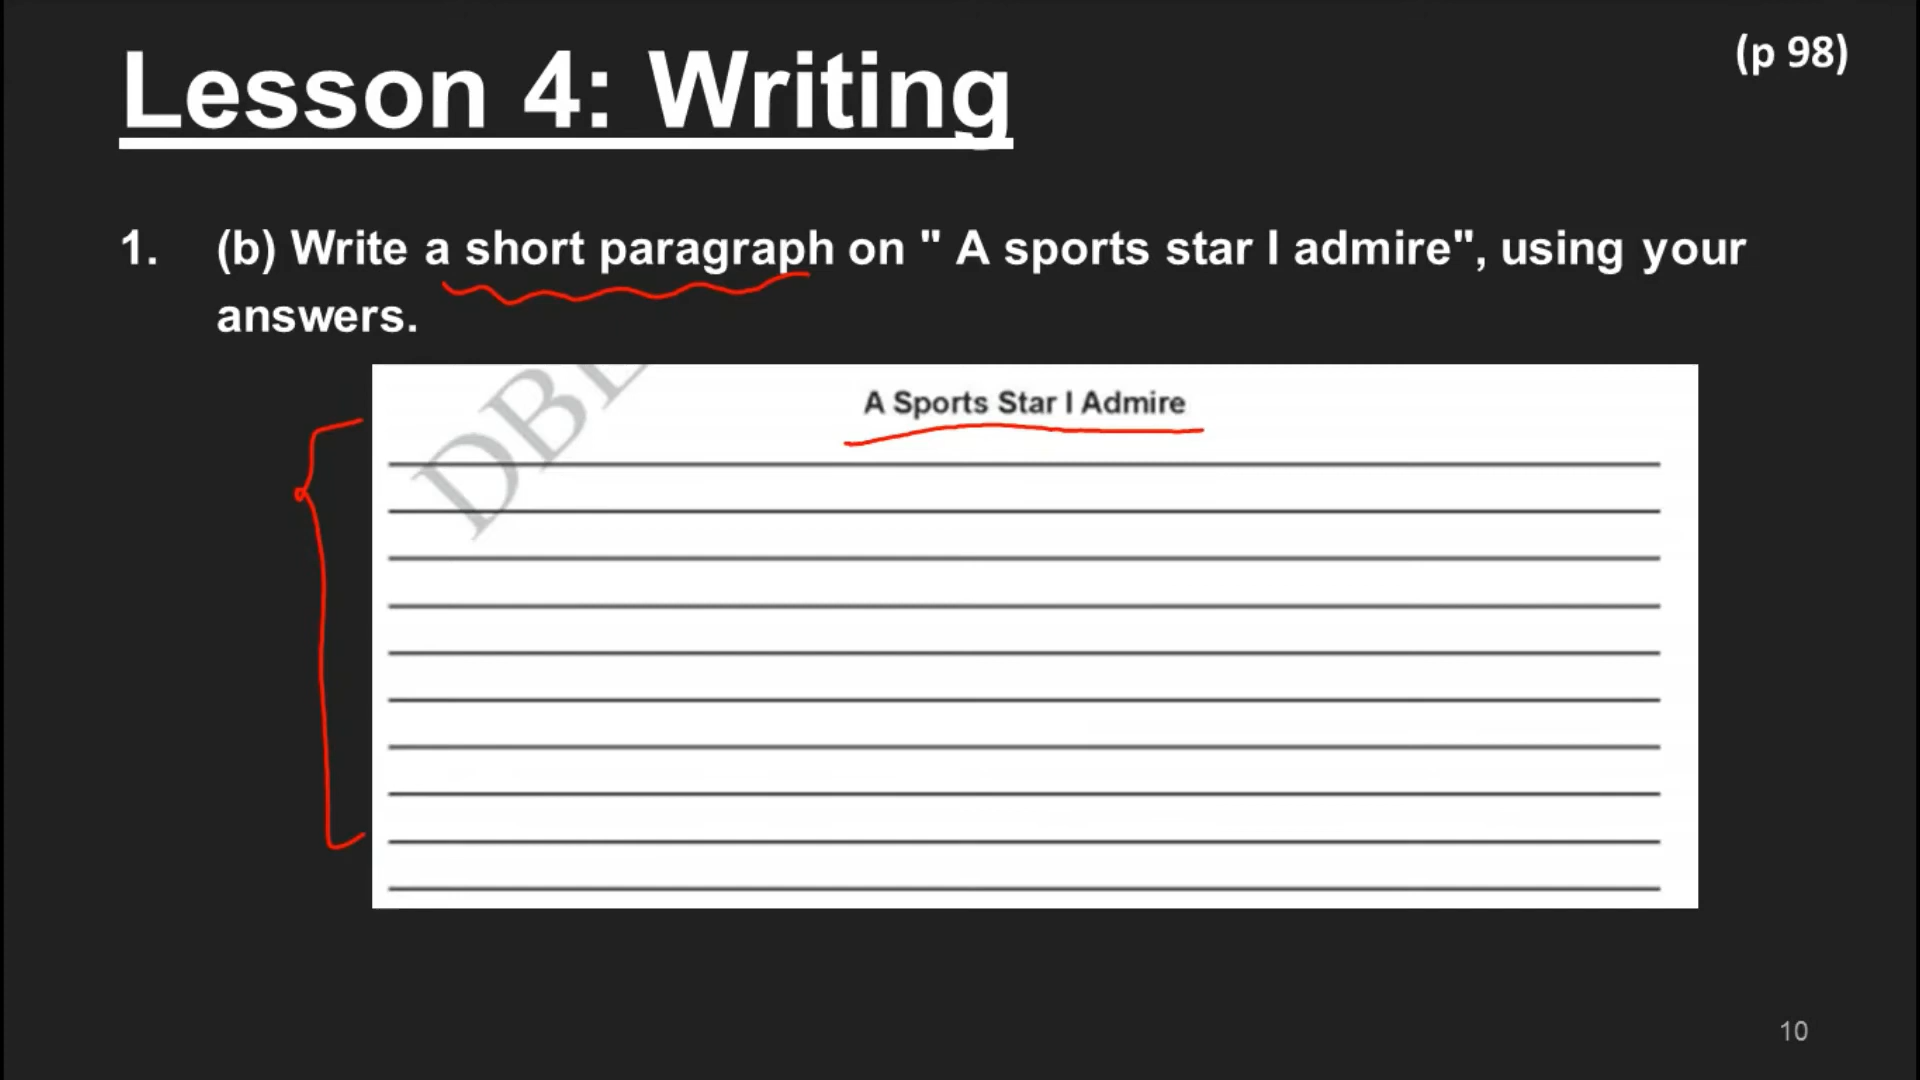 Lesson 4: Writing
(p 98)
1. (b) Write a short paragraph on " A sports star I admire", using your
answers.
A Sports Star I Admire
DBE
10